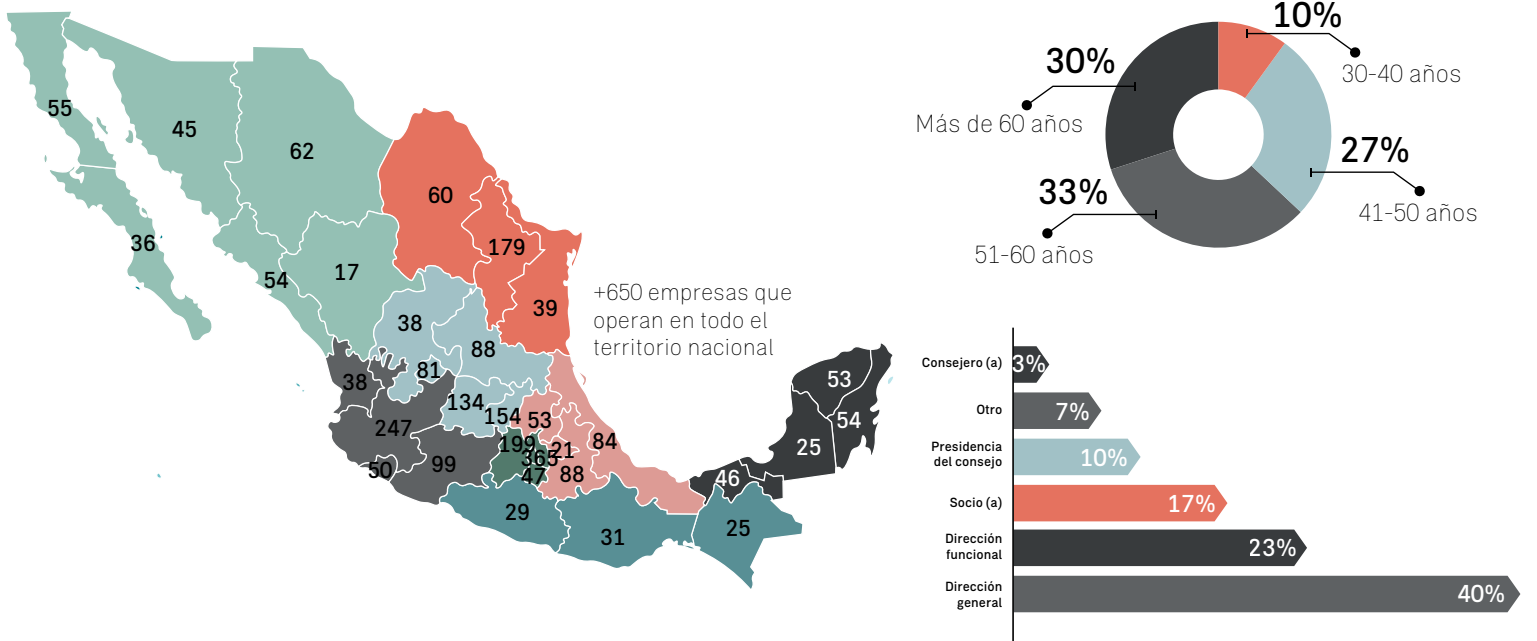 55
45
62
36
54
17
60
179
39
+650 empresas que
operan en todo el
territorio nacional
38
88
81
38
134
154
53
247
199
365
21
84
50
99
47
88
29
31
25
46
25
53
54
10%
30-40 años
30%
Más de 60 años
27%
41-50 años
33%
51-60 años
Consejero (a)
3%
Otro
7%
Presidencia
del consejo
10%
Socio (a)
17%
Dirección
funcional
23%
Dirección
general
40%